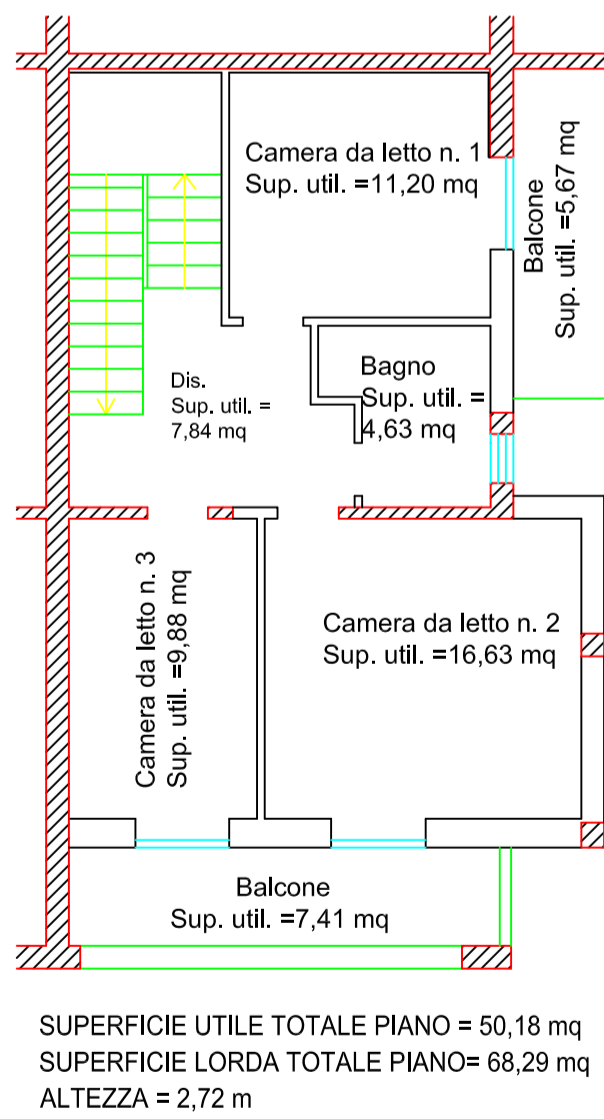 Camera da letto n. 1
Sup. util. =11,20 mq
Balcone
Sup. util. =5,67 mq
Dis.
Sup. util. =
7,84 mq
Bagno
Sup. util. =
4,63 mq
Camera da letto n. 3
Sup. util. =9,88 mq
Camera da letto n. 2
Sup. util. =16,63 mq
Balcone
Sup. util. =7,41 mq
SUPERFICIE UTILE TOTALE PIANO = 50,18 mq
SUPERFICIE LORDA TOTALE PIANO= 68,29 mq
ALTEZZA = 2,72 m